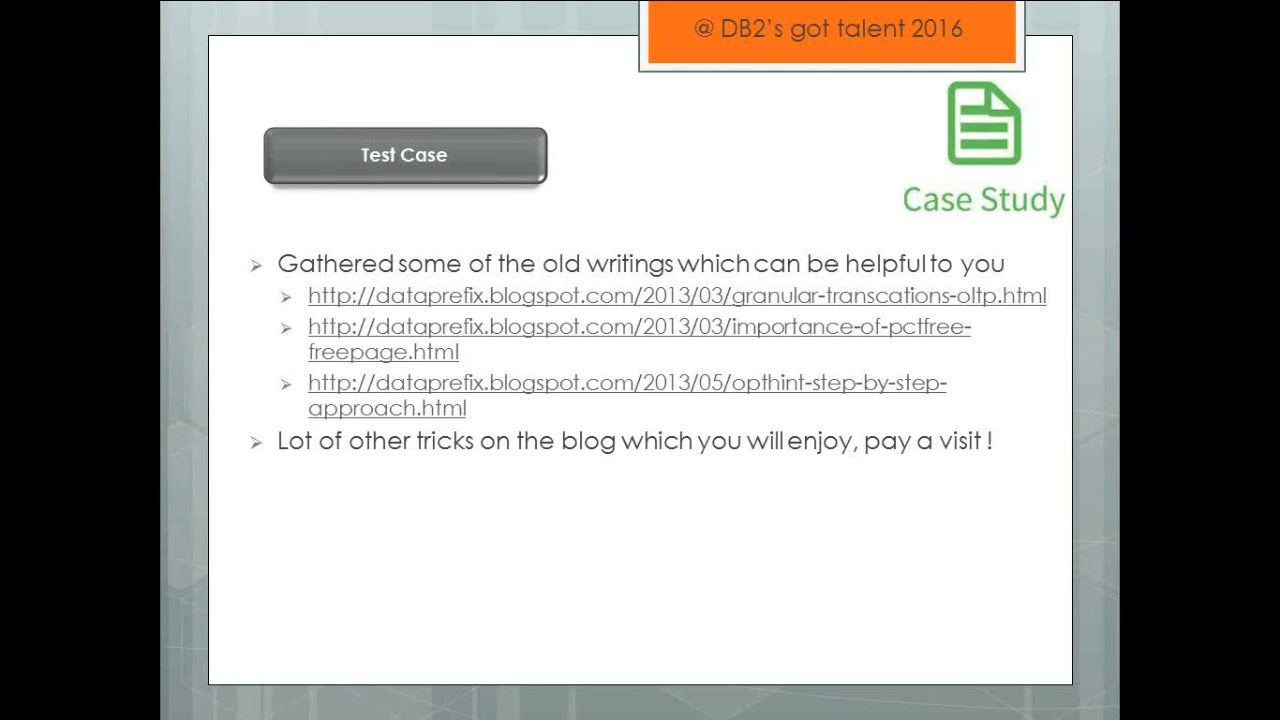 @ DB2's got talent 2016
Test Case
Case Study
Gathered some of the old writings which can be helpful to you
http://dataprefix.blogspot.com/2013/03/granular-transcations-oltp.html
http://dataprefix.blogspot.com/2013/03/importance-of-pctfree-
freepage.html
http://dataprefix.blogspot.com/2013/05/opthint-step-by-step-
approach.html
Lot of other tricks on the blog which you will enjoy, pay a visit !